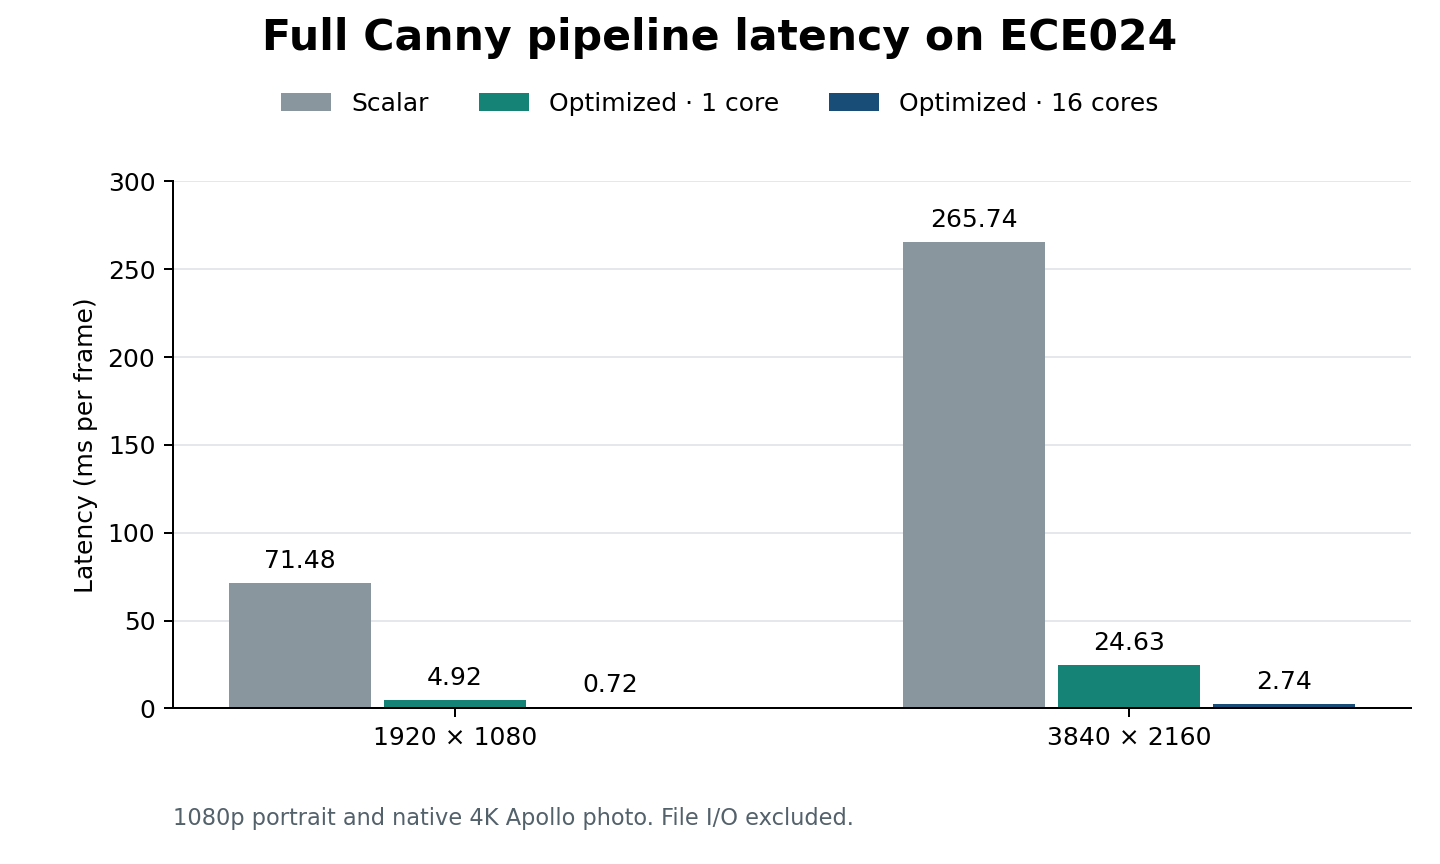 Full Canny pipeline latency on ECE024
Scalar
Optimized · 1 core
Optimized · 16 cores
Latency (ms per frame)
300
250
200
150
100
50
0
71.48
4.92
0.72
265.74
24.63
2.74
1920 × 1080
3840 × 2160
1080p portrait and native 4K Apollo photo. File I/O excluded.